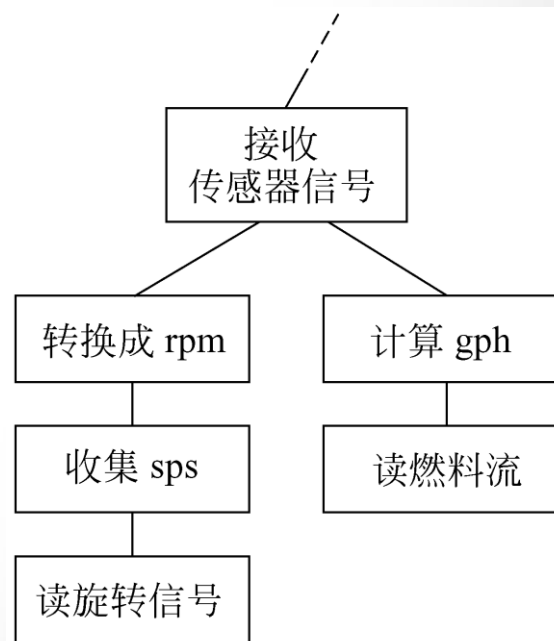 接收
传感器信号
转换成 rpm
计算 gph
收集 sps
读燃料流
读旋转信号